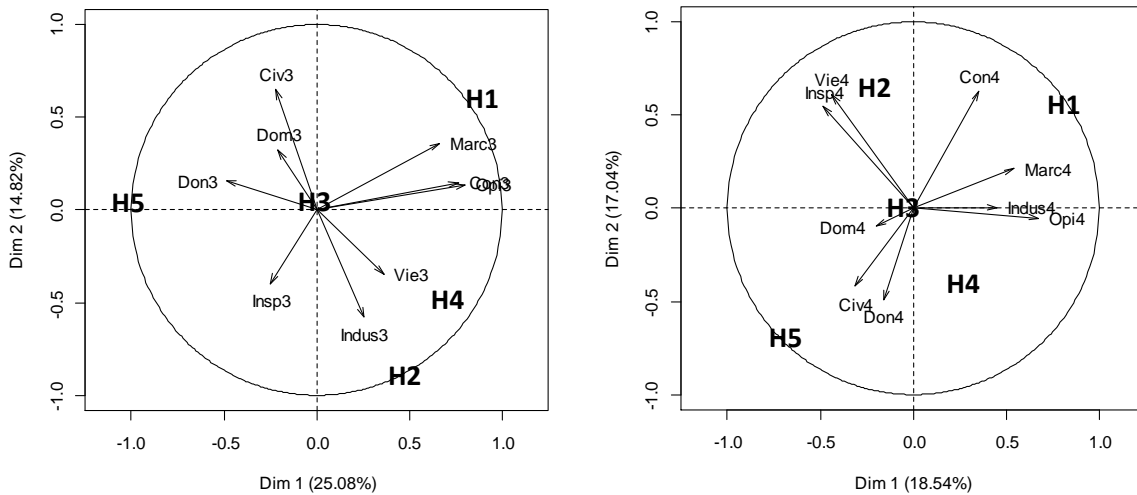 1.0
0.5
0.0
-0.5
-1.0
Dim 2 (14.82%)
Civ3
Dom3
Don3
H5
H3
H1
Marc3
Con3
Opi3
Insp3
Vie3
H4
Indus3
H2
-1.0 -0.5 0.0 0.5 1.0
Dim 1 (25.08%)
1.0
0.5
0.0
-0.5
-1.0
Dim 2 (17.04%)
Vie4
Insp4
H2
Con4
H1
Marc4
H3
Indus4
Opi4
Dom4
H4
Civ4
Don4
H5
-1.0 -0.5 0.0 0.5 1.0
Dim 1 (18.54%)